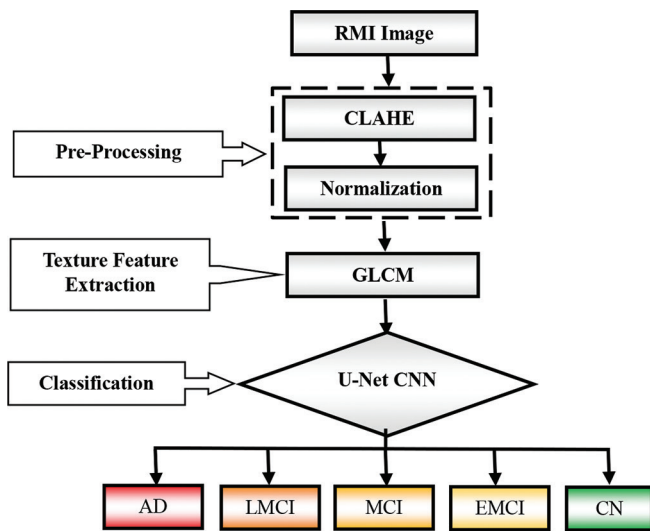 RMI Image
CLAHE
Pre-Processing
Normalization
Texture Feature
Extraction
GLCM
U-Net CNN
Classification
AD
LMCI
MCI
EMCI
CN